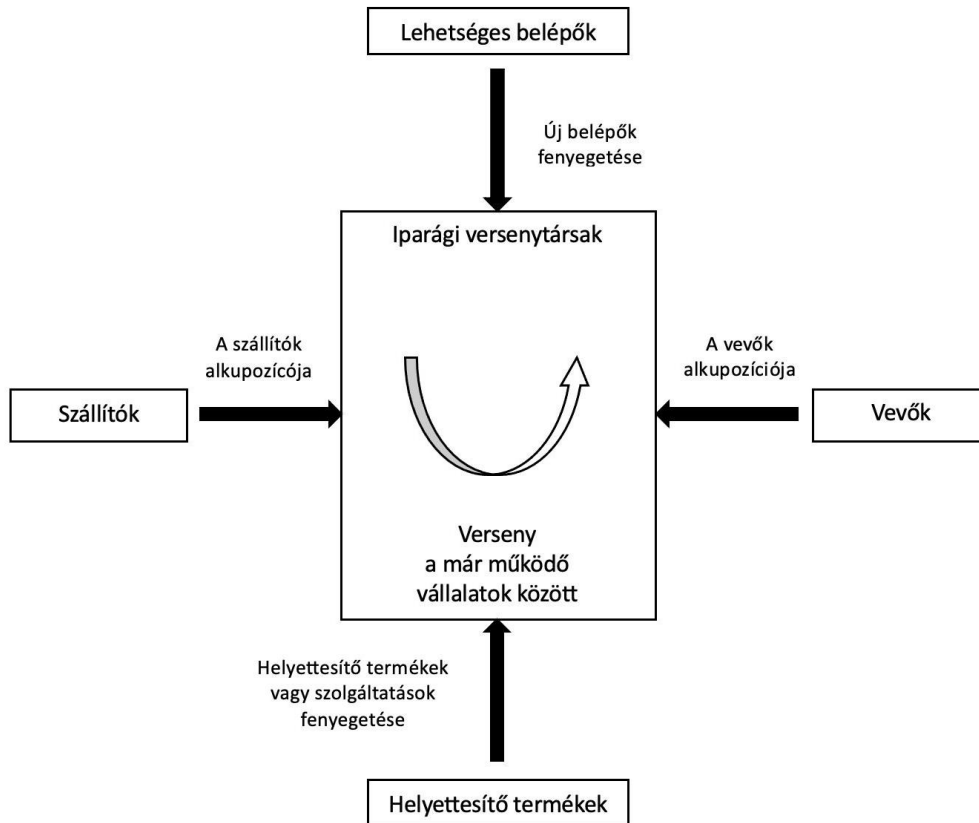 Lehetséges belépők
Új belépők
fenyegetése
Iparági versenytársak
A szállítók
alkupozícója
A vevők
alkupozíciója
Szállítók
Vevők
Verseny
a már működő
vállalatok között
Helyettesítő termékek
vagy szolgáltatások
fenyegetése
Helyettesítő termékek